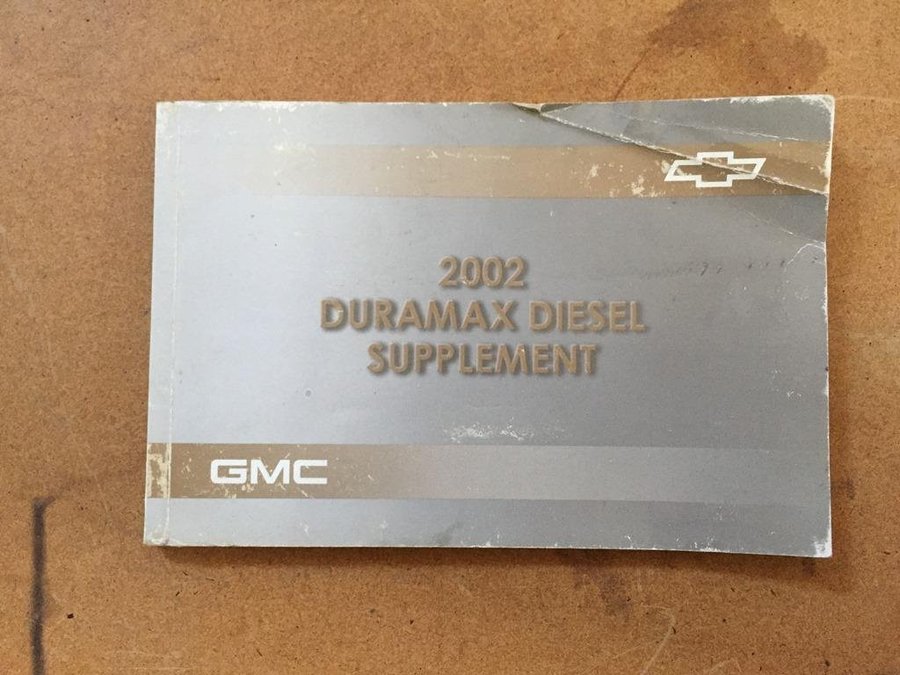 2002
DURAMAX DIESEL
SUPPLEMENT
GMC